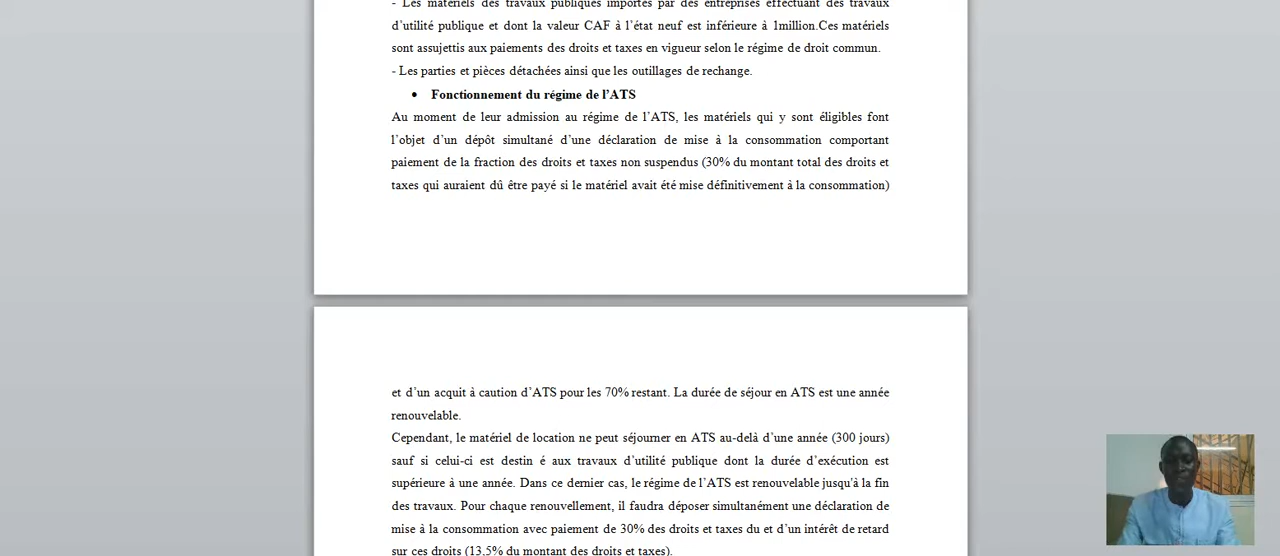 - Les matériels des travaux publiques importés par des entreprises effectuant des travaux
d’utilité publique et dont la valeur CAF à l’état neuf est inférieure à 1million.Ces matériels
sont assujettis aux paiements des droits et taxes en vigueur selon le régime de droit commun.
- Les parties et pièces détachées ainsi que les outillages de rechange.
• Fonctionnement du régime de l’ATS
Au moment de leur admission au régime de l’ATS, les matériels qui y sont éligibles font
l’objet d’un dépôt simultané d’une déclaration de mise à la consommation comportant
paiement de la fraction des droits et taxes non suspendus (30% du montant total des droits et
taxes qui auraient dû être payé si le matériel avait été mise définitivement à la consommation)
et d’un acquit à caution d’ATS pour les 70% restant. La durée de séjour en ATS est une année
renouvelable.
Cependant, le matériel de location ne peut séjourner en ATS au-delà d’une année (300 jours)
sauf si celui-ci est destin é aux travaux d’utilité publique dont la durée d’exécution est
supérieure à une année. Dans ce dernier cas, le régime de l’ATS est renouvelable jusqu’à la fin
des travaux. Pour chaque renouvellement, il faudra déposer simultanément une déclaration de
mise à la consommation avec paiement de 30% des droits et taxes du et d’un intérêt de retard
sur ces droits (13,5% du montant des droits et taxes).